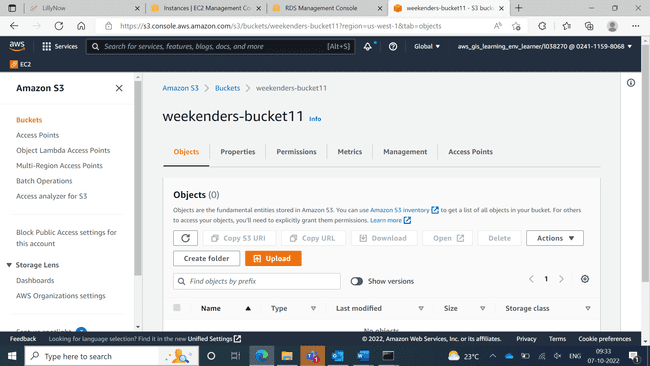 LillyNow
Instances | EC2 Management Co
RDS Management Console
weekenders-bucket11 - S3 bucket
https://s3.console.aws.amazon.com/s3/buckets/weekenders-bucket11?region=us-west-1&tab=objects
aws
Services
Search for services, features, blogs, docs, and more
[Alt+S]
Global
aws_gis_learning_env_learner/l038270 @ 0241-1159-8068
EC2
Amazon S3
Buckets
Access Points
Object Lambda Access Points
Multi-Region Access Points
Batch Operations
Access analyzer for S3
Block Public Access settings for
this account
Storage Lens
Dashboards
AWS Organizations settings
Amazon S3 > Buckets > weekenders-bucket11
weekenders-bucket11 Info
Objects Properties Permissions Metrics Management Access Points
Objects (0)
Objects are the fundamental entities stored in Amazon S3. You can use Amazon S3 inventory to get a list of all objects in your bucket. For others
to access your objects, you'll need to explicitly grant them permissions. Learn more
Copy S3 URI Copy URL Download Open Delete Actions
Create folder Upload
Find objects by prefix Show versions 1
Name Type Last modified Size Storage class
No objects
Feedback Looking for language selection? Find it in the new Unified Settings © 2022, Amazon Web Services, Inc. or its affiliates. Privacy Terms Cookie preferences
Type here to search
23°C
ENG
09:33
07-10-2022